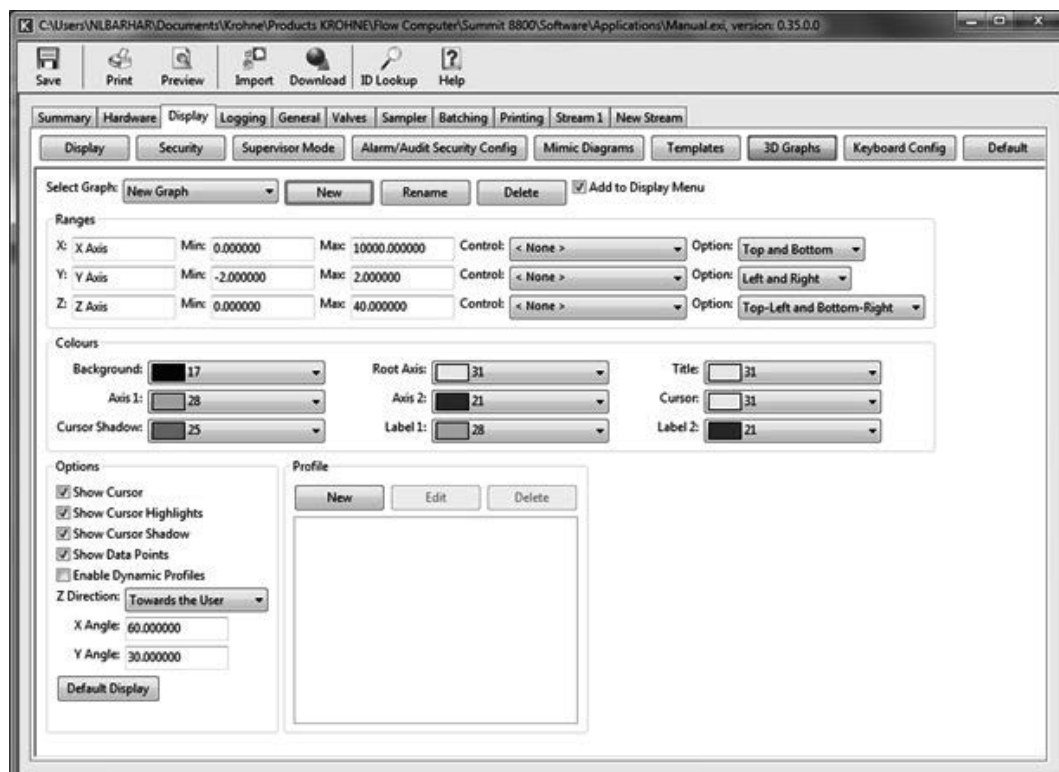 C:\Users\NLBARHAR\Documents\Krohne\Products KROHNE\Flow Computer\Summit 8800\Software\Applications\Manual.exi, version: 0.35.0.0
Save Print Preview Import Download ID Lookup Help
Summary Hardware Display Logging General Valves Sampler Batching Printing Stream 1 New Stream
Display Security Supervisor Mode Alarm/Audit Security Config Mimic Diagrams Templates 3D Graphs Keyboard Config Default
Select Graph: New Graph New Rename Delete Add to Display Menu
Ranges
X: X Axis Min: 0.000000 Max: 10000.000000 Control: < None > Option: Top and Bottom
Y: Y Axis Min: -2.000000 Max: 2.000000 Control: < None > Option: Left and Right
Z: Z Axis Min: 0.000000 Max: 40.000000 Control: < None > Option: Top-Left and Bottom-Right
Colours
Background: 17 Root Axis: 31 Title: 31
Axis 1: 28 Axis 2: 21 Cursor: 31
Cursor Shadow: 25 Label 1: 28 Label 2: 21
Options
Show Cursor
Show Cursor Highlights
Show Cursor Shadow
Show Data Points
Enable Dynamic Profiles
Z Direction: Towards the User
X Angle: 60.000000
Y Angle: 30.000000
Default Display
Profile
New Edit Delete